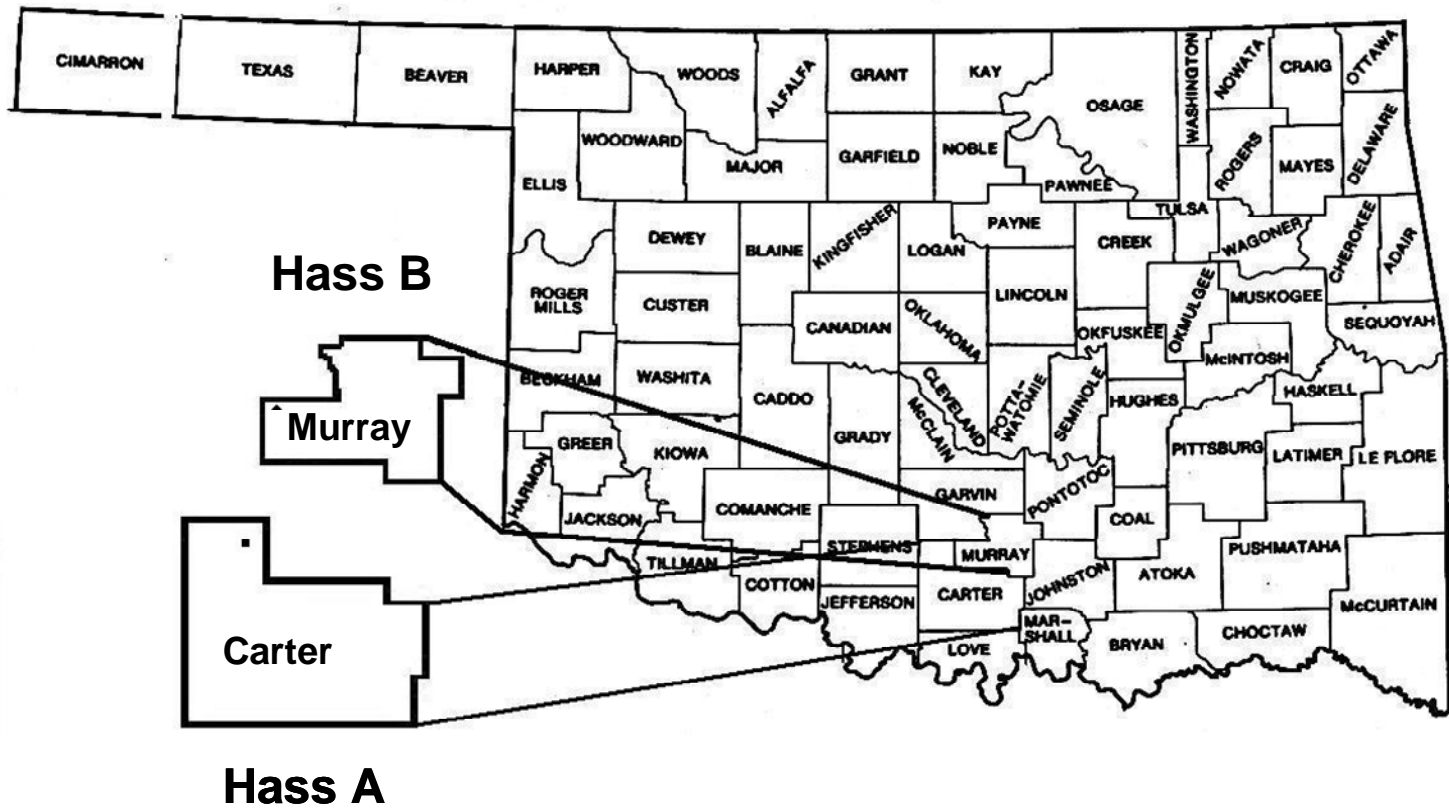 CIMARRON
TEXAS
BEAVER
HARPER
WOODS
ALFALFA
GRANT
KAY
OSAGE
WASHINGTON
NOWATA
CRAIG
OTTAWA
WOODWARD
MAJOR
GARFIELD
NOBLE
PAWNEE
ROGERS
MAYES
DELAWARE
ELLIS
DEWEY
BLAINE
KINGFISHER
LOGAN
PAYNE
CREEK
TULSA
WAGONER
CHEROKEE
ADAIR
Hass B
ROGER
MILLS
CUSTER
CANADIAN
OKLAHOMA
LINCOLN
OKFUSKEE
OKMULGEE
MUSKOGEE
SEQUOYAH
McINTOSH
BECKHAM
WASHITA
CADDO
GRADY
CLEVELAND
McCLAIN
POTTA-
WATOMIE
SEMINOLE
HUGHES
HASKELL
Murray
GREER
KIOWA
PITTSBURG
LATIMER
LE FLORE
HARMON
JACKSON
COMANCHE
GARVIN
PONTOTOC
COAL
STEPHENS
MURRAY
PUSHMATAHA
TILLMAN
COTTON
JEFFERSON
CARTER
JOHNSTON
ATOKA
McCURTAIN
Carter
LOVE
MAR-
SHALL
BRYAN
CHOCTAW
Hass A